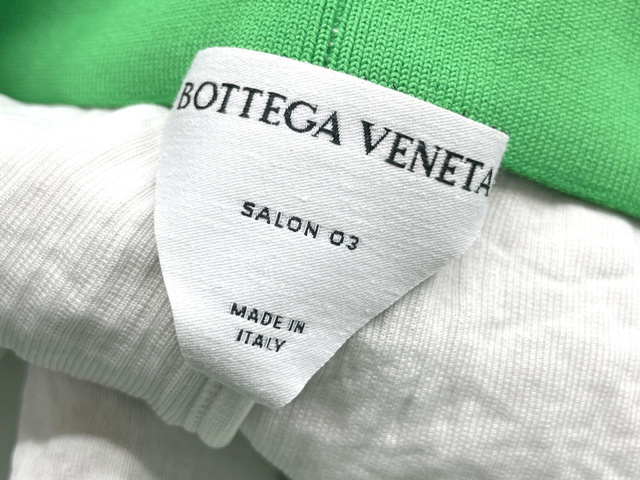 BOTTEGA VENETA
SALON 03
MADE IN
ITALY